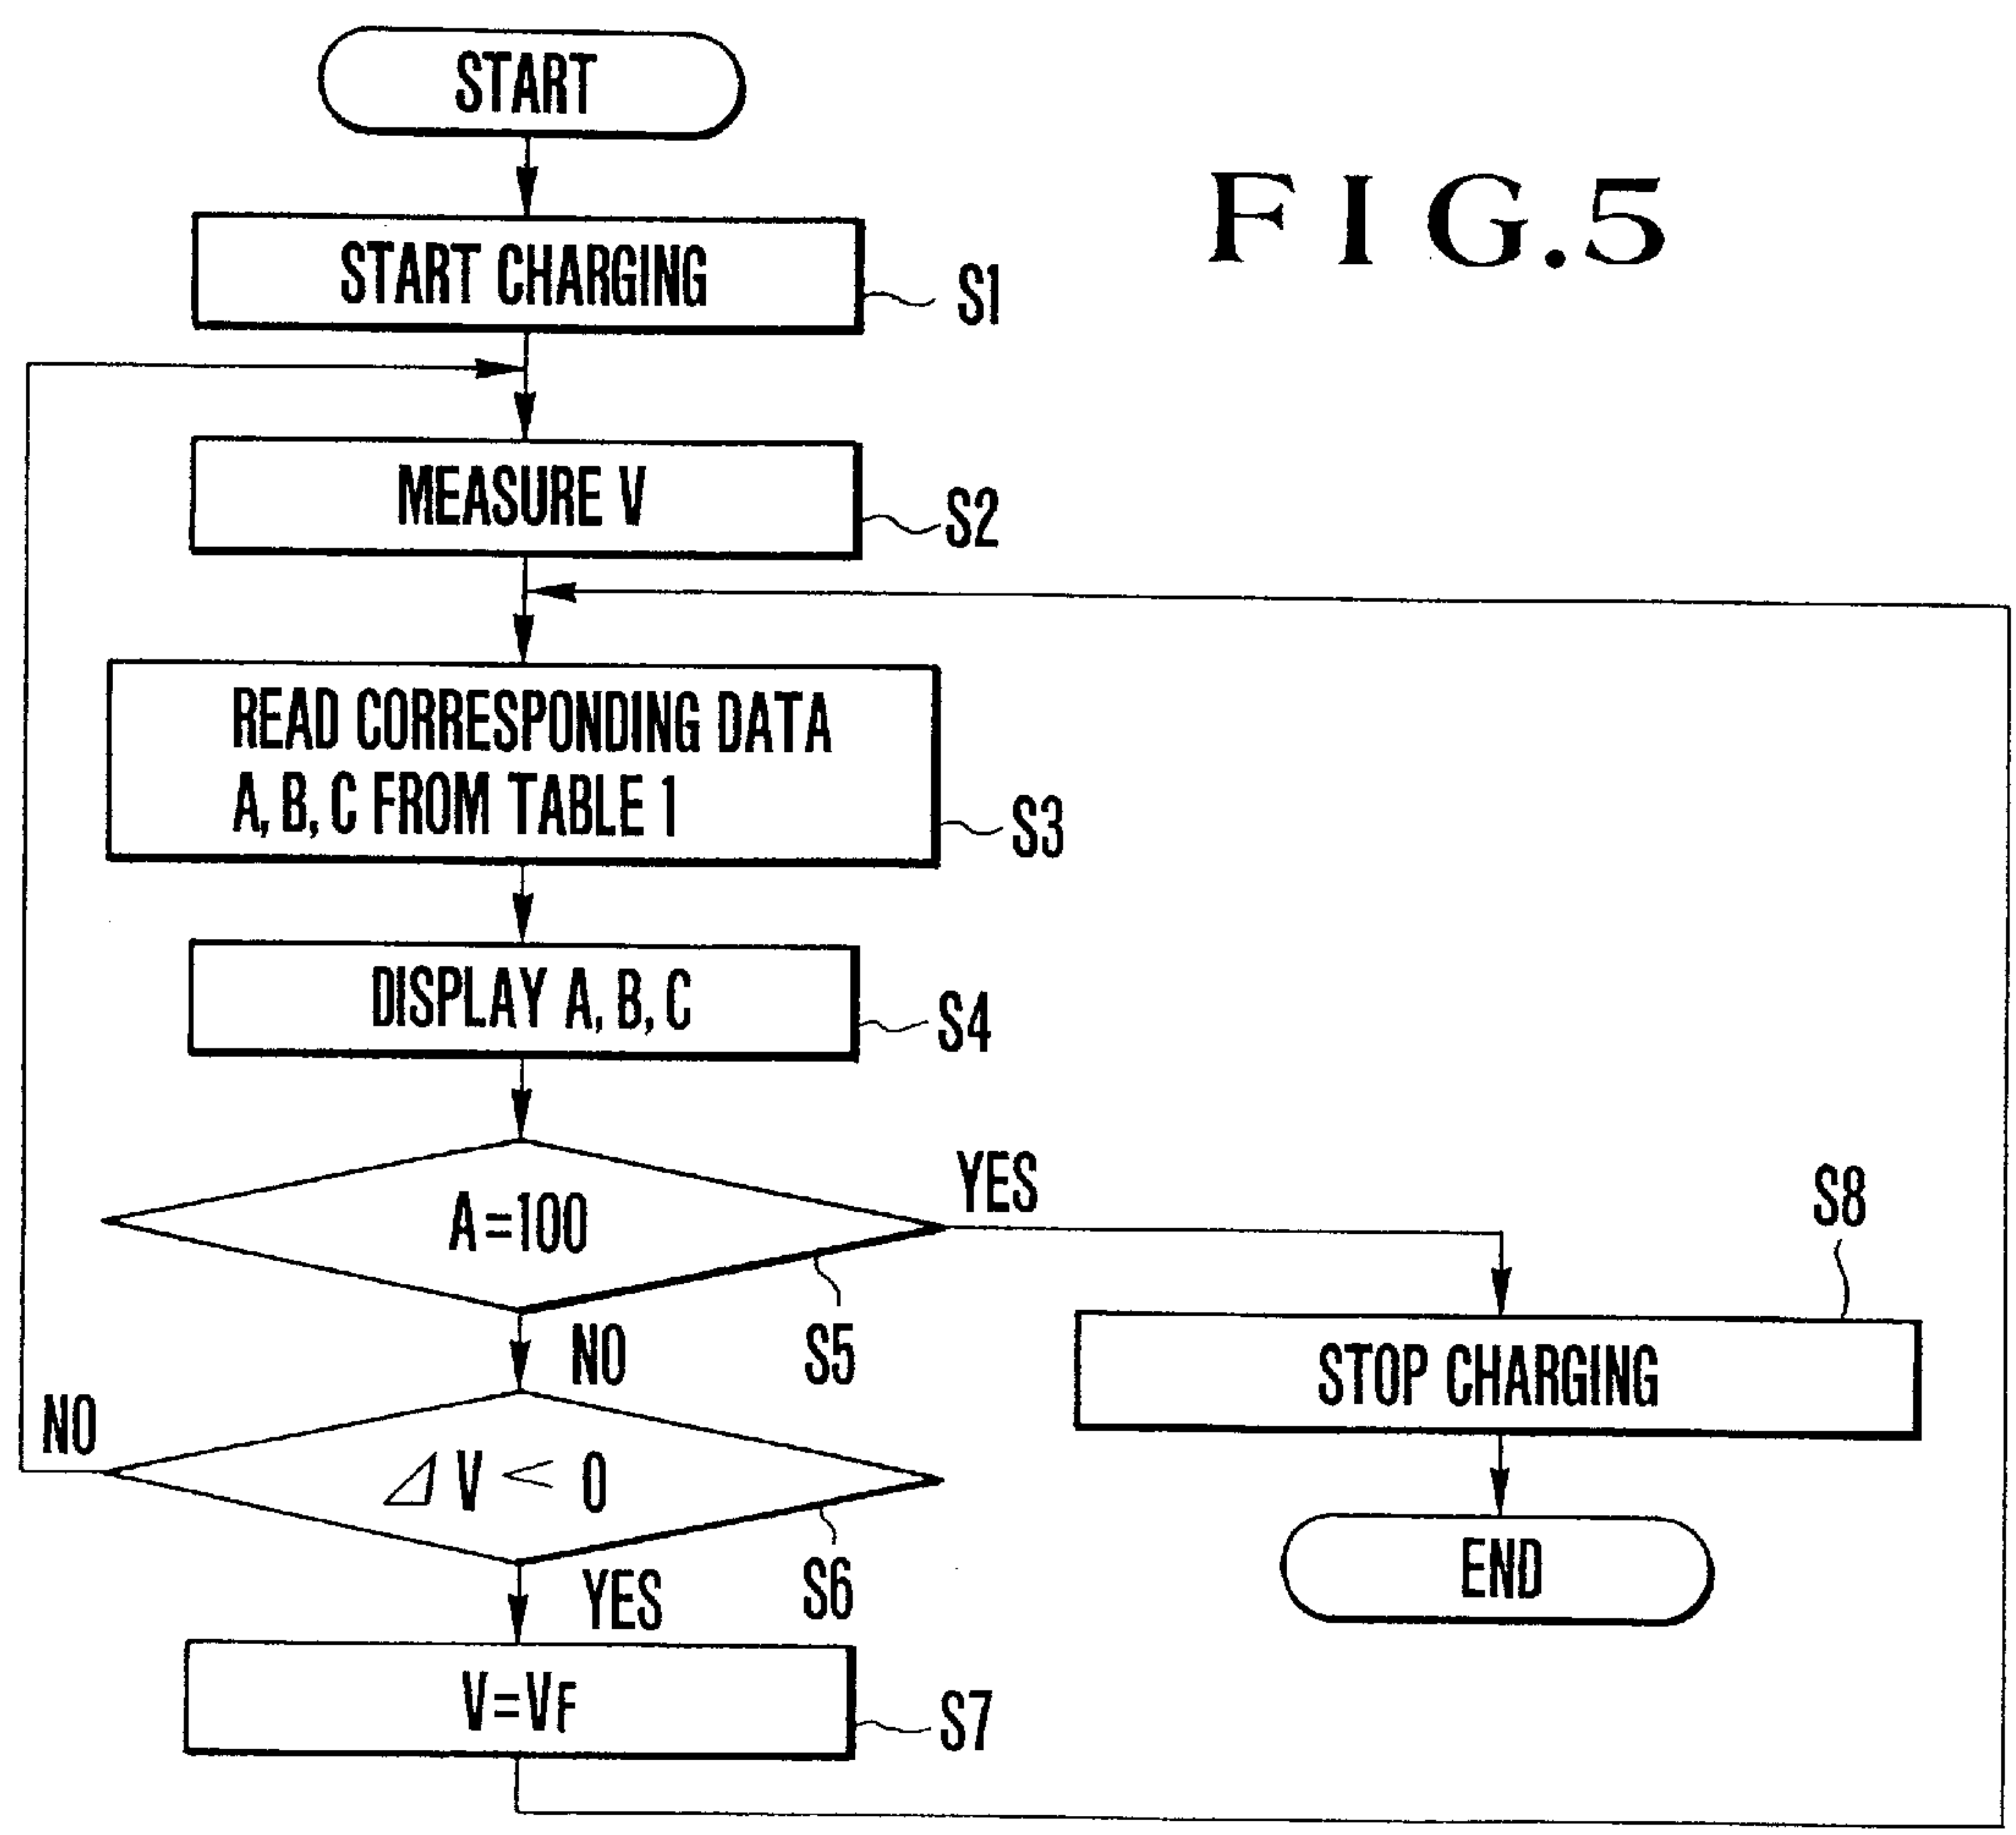 START
FIG.5
START CHARGING
S1
MEASURE V
S2
READ CORRESPONDING DATA
A, B, C FROM TABLE 1
S3
DISPLAY A, B, C
S4
A=100
YES
S5
NO
S8
STOP CHARGING
NO
⊿V < 0
S6
YES
END
V=VF
S7